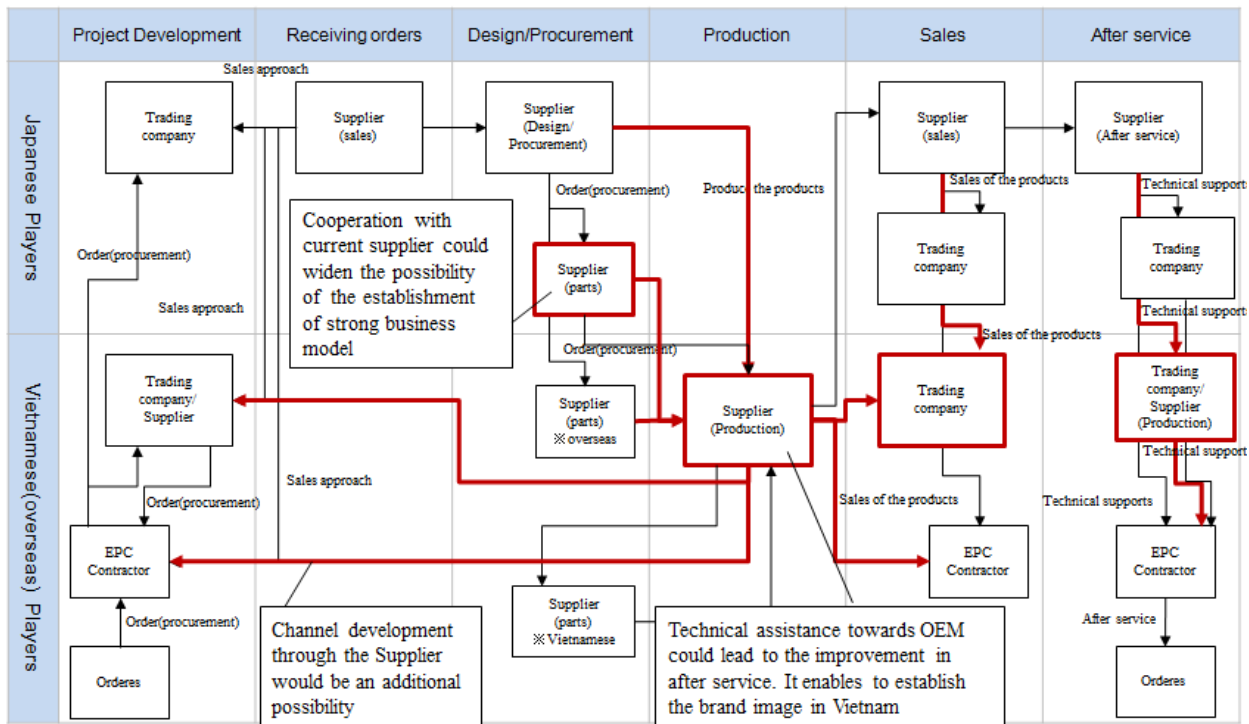 Project Development
Receiving orders
Design/Procurement
Production
Sales
After service
Japanese Players
Vietnamese(overseas) Players
Sales approach
Trading
company
Supplier
(sales)
Supplier
(Design/
Procurement)
Supplier
(sales)
Supplier
(After service)
Order(procurement)
Produce the products
Sales of the products
Technical supports
Cooperation with
current supplier could
widen the possibility
of the establishment
of strong business
model
Supplier
(parts)
Trading
company
Trading
company
Order(procurement)
Sales approach
Technical supports
Sales of the products
Order(procurement)
Trading
company/
Supplier
Supplier
(parts)
※ overseas
Supplier
(Production)
Trading
company
Trading
company/
Supplier
(Production)
Technical supports
Sales approach
Order(procurement)
Sales of the products
Technical supports
EPC
Contractor
EPC
Contractor
EPC
Contractor
Order(procurement)
Supplier
(parts)
※ Vietnamese
After service
Orderes
Channel development
through the Supplier
would be an additional
possibility
Technical assistance towards OEM
could lead to the improvement in
after service. It enables to establish
the brand image in Vietnam
Orderes